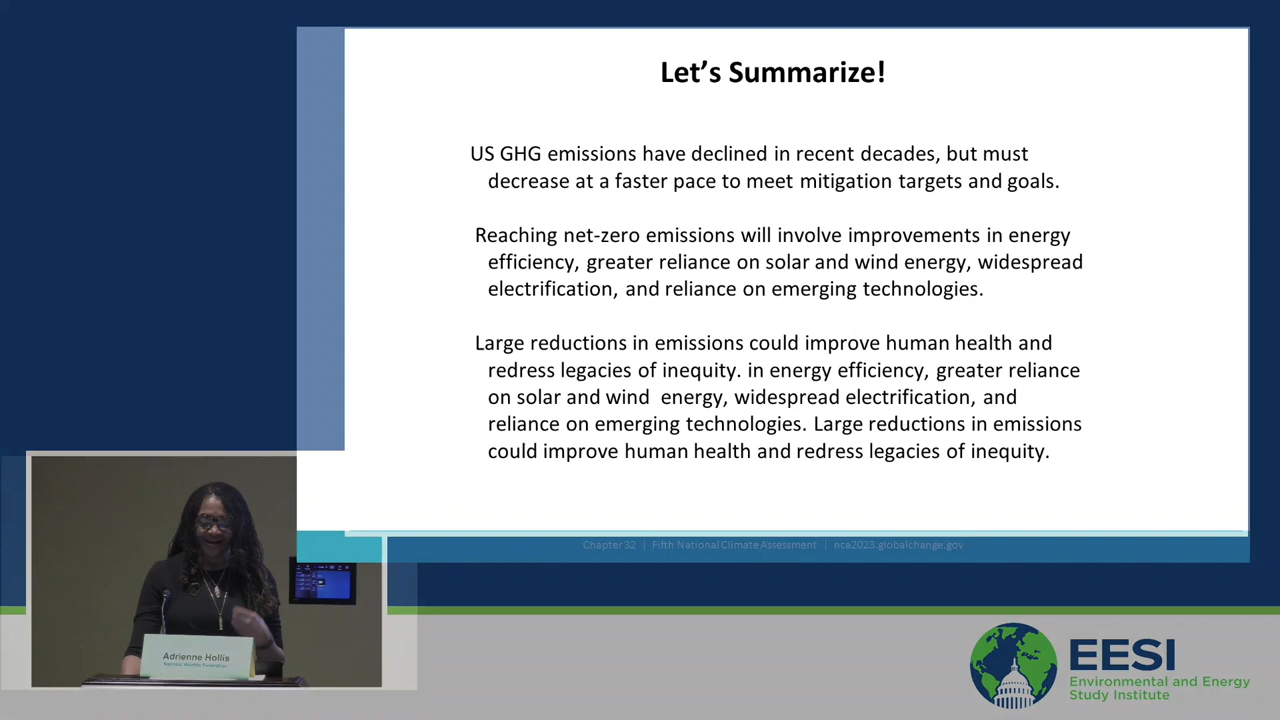 Let's Summarize!
US GHG emissions have declined in recent decades, but must
decrease at a faster pace to meet mitigation targets and goals.
Reaching net-zero emissions will involve improvements in energy
efficiency, greater reliance on solar and wind energy, widespread
electrification, and reliance on emerging technologies.
Large reductions in emissions could improve human health and
redress legacies of inequity. in energy efficiency, greater reliance
on solar and wind  energy, widespread electrification, and
reliance on emerging technologies. Large reductions in emissions
could improve human health and redress legacies of inequity.
Chapter 32 | Fifth National Climate Assessment | nca2023.globalchange.gov
Adrienne Hollis
National Wildlife Federation
EESI
Environmental and Energy
Study Institute